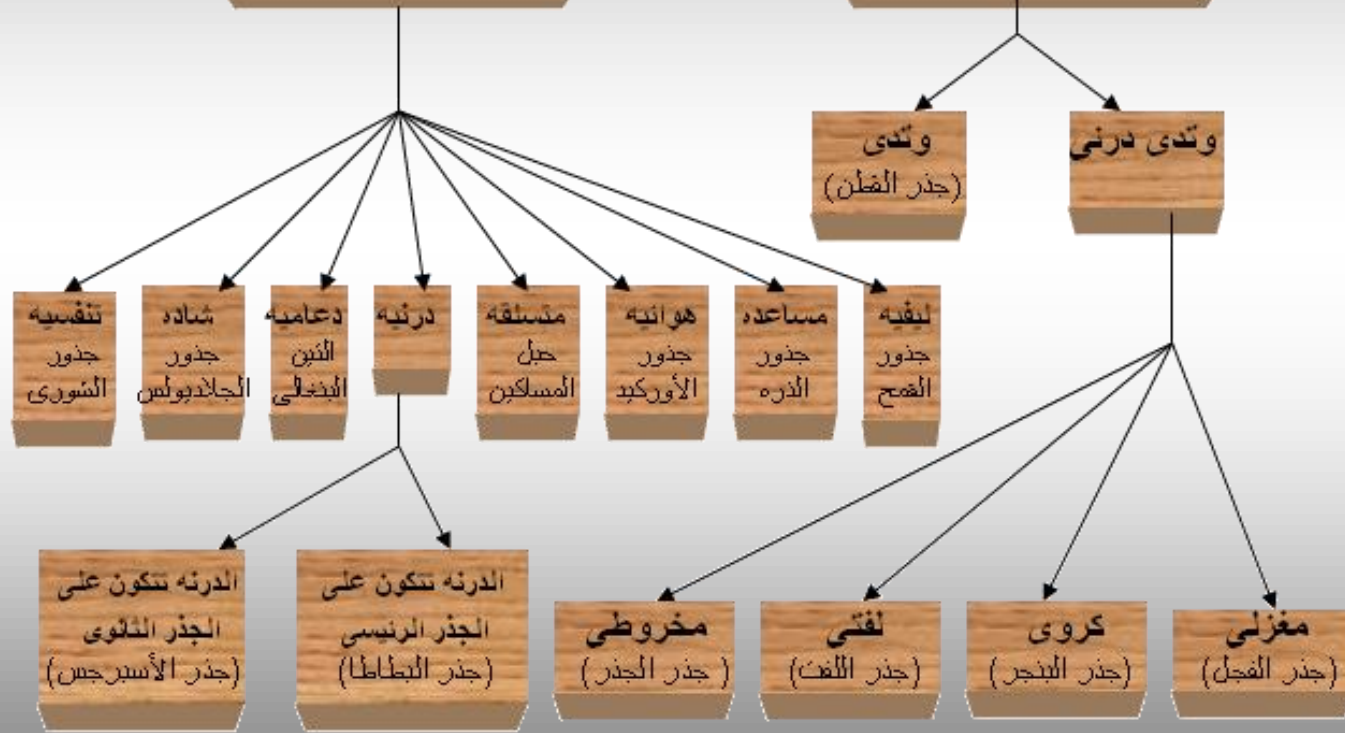 وتدى درنى
وتدى
(جذر القطن)
ليفيه
جذور
القمح
مساعده
جذور
الذره
هوائيه
جذور
الأوركيد
متسلقه
حبل
المساكين
درنيه
دعاميه
التين
البنغالى
شاده
جذور
الجلاديولس
تنفسيه
جذور
الشورى
مغزلى
(جذر الفجل)
كروى
(جذر البنجر)
لفتى
(جذر اللفت)
مخروطى
( جذر الجذر)
الدرنه تتكون على
الجذر الرئيسى
(جذر البطاطا)
الدرنه تتكون على
الجذر الثانوى
(جذر الأسبرجس)